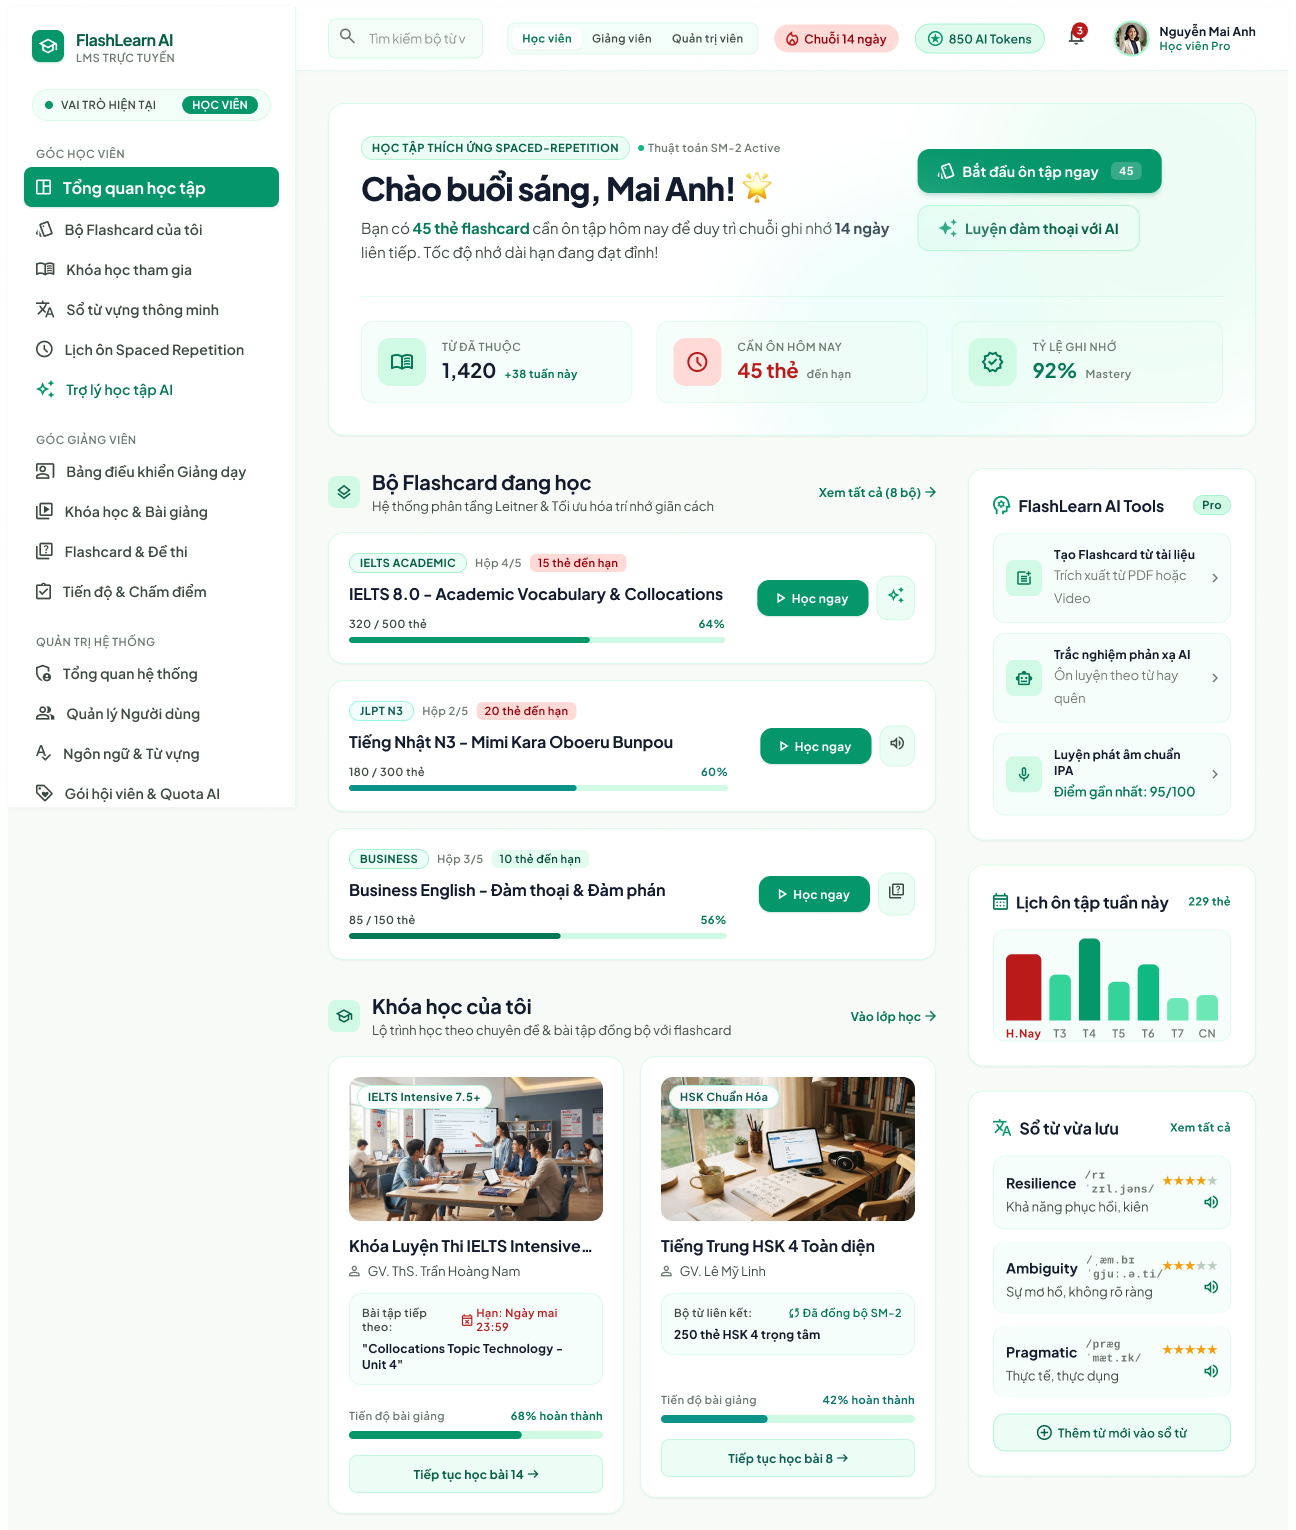 FlashLearn AI
LMS TRỰC TUYẾN
VAI TRÒ HIỆN TẠI
HỌC VIÊN
GÓC HỌC VIÊN
Tổng quan học tập
Bộ Flashcard của tôi
Khóa học tham gia
Sổ từ vựng thông minh
Lịch ôn Spaced Repetition
Trợ lý học tập AI
GÓC GIẢNG VIÊN
Bảng điều khiển Giảng dạy
Khóa học & Bài giảng
Flashcard & Đề thi
Tiến độ & Chấm điểm
QUẢN TRỊ HỆ THỐNG
Tổng quan hệ thống
Quản lý Người dùng
Ngôn ngữ & Từ vựng
Gói hội viên & Quota AI
Tìm kiếm bộ từ v
Học viên
Giảng viên
Quản trị viên
Chuỗi 14 ngày
850 AI Tokens
3
Nguyễn Mai Anh
Học viên Pro
HỌC TẬP THÍCH ỨNG SPACED-REPETITION
Thuật toán SM-2 Active
Chào buổi sáng, Mai Anh! 🌟
Bạn có 45 thẻ flashcard cần ôn tập hôm nay để duy trì chuỗi ghi nhớ 14 ngày
liên tiếp. Tốc độ nhớ dài hạn đang đạt đỉnh!
Bắt đầu ôn tập ngay 45
Luyện đàm thoại với AI
TỪ ĐÃ THUỘC
1,420 +38 tuần này
CẦN ÔN HÔM NAY
45 thẻ đến hạn
TỶ LỆ GHI NHỚ
92% Mastery
Bộ Flashcard đang học
Hệ thống phân tầng Leitner & Tối ưu hóa trí nhớ giãn cách
Xem tất cả (8 bộ) →
IELTS ACADEMIC Hộp 4/5 15 thẻ đến hạn
IELTS 8.0 - Academic Vocabulary & Collocations
320 / 500 thẻ 64%
Học ngay
JLPT N3 Hộp 2/5 20 thẻ đến hạn
Tiếng Nhật N3 - Mimi Kara Oboeru Bunpou
180 / 300 thẻ 60%
Học ngay
BUSINESS Hộp 3/5 10 thẻ đến hạn
Business English - Đàm thoại & Đàm phán
85 / 150 thẻ 56%
Học ngay
Khóa học của tôi
Lộ trình học theo chuyên đề & bài tập đồng bộ với flashcard
Vào lớp học →
IELTS Intensive 7.5+
Khóa Luyện Thi IELTS Intensive...
GV. ThS. Trần Hoàng Nam
Bài tập tiếp
theo:
Hạn: Ngày mai
23:59
"Collocations Topic Technology -
Unit 4"
Tiến độ bài giảng 68% hoàn thành
Tiếp tục học bài 14 →
HSK Chuẩn Hóa
Tiếng Trung HSK 4 Toàn diện
GV. Lê Mỹ Linh
Bộ từ liên kết: Đã đồng bộ SM-2
250 thẻ HSK 4 trọng tâm
Tiến độ bài giảng 42% hoàn thành
Tiếp tục học bài 8 →
FlashLearn AI Tools Pro
Tạo Flashcard từ tài liệu
Trích xuất từ PDF hoặc
Video
Trắc nghiệm phản xạ AI
Ôn luyện theo từ hay
quên
Luyện phát âm chuẩn
IPA
Điểm gần nhất: 95/100
Lịch ôn tập tuần này 229 thẻ
H.Nay T3 T4 T5 T6 T7 CN
Sổ từ vừa lưu Xem tất cả
Resilience /rɪ
ˈzɪl.jəns/
★★★★★
Khả năng phục hồi, kiên
Ambiguity /ˌæm.bɪ
ˈɡjuː.ə.ti/
★★★★★
Sự mơ hồ, không rõ ràng
Pragmatic /præɡ
ˈmæt.ɪk/
★★★★★
Thực tế, thực dụng
Thêm từ mới vào sổ từ